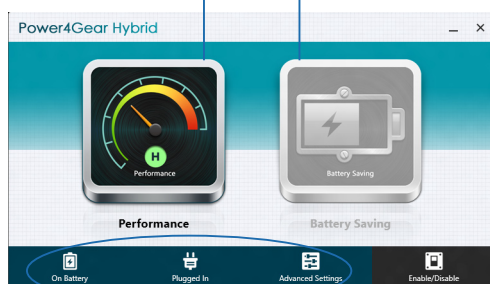 Power4Gear Hybrid
H
Performance
Battery Saving
Performance
Battery Saving
On Battery
Plugged In
Advanced Settings
Enable/Disable